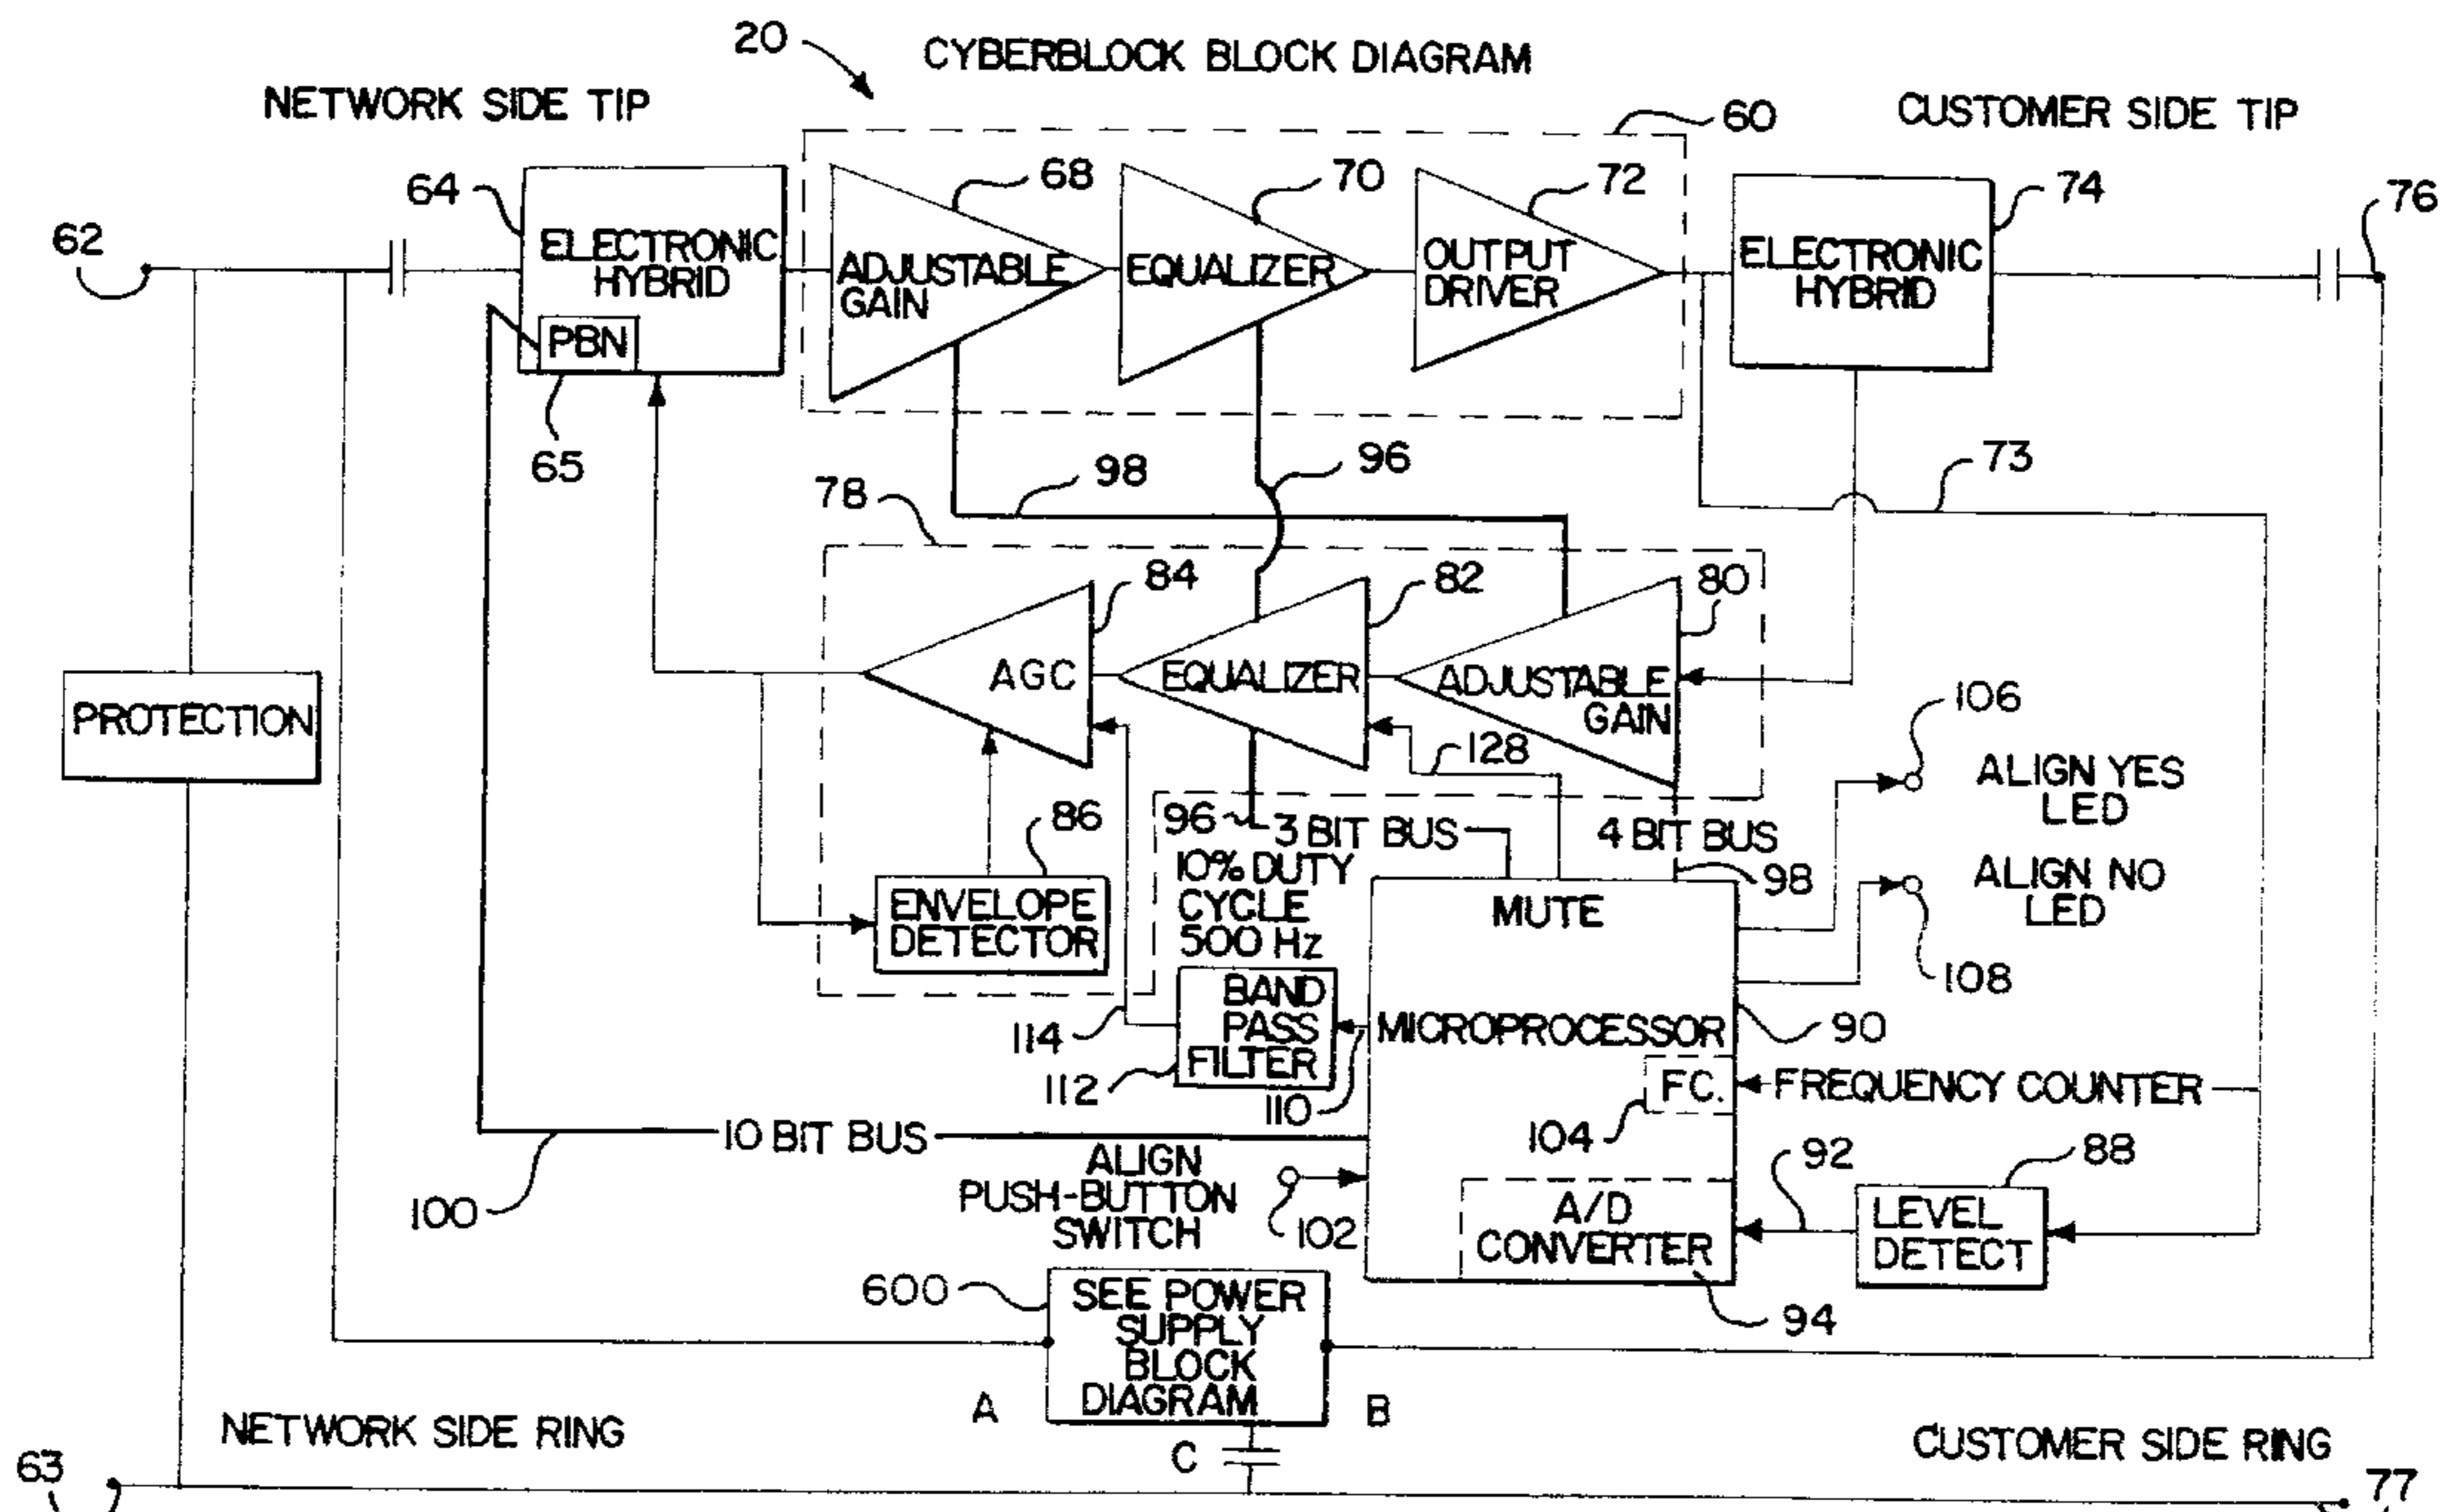 20
CYBERBLOCK BLOCK DIAGRAM
NETWORK SIDE TIP
60
CUSTOMER SIDE TIP
64
68
70
72
74
76
62
ELECTRONIC
HYBRID
PBN
65
ADJUSTABLE
GAIN
EQUALIZER
OUTPUT
DRIVER
ELECTRONIC
HYBRID
98
96
73
78
84
82
80
AGC
EQUALIZER
ADJUSTABLE
GAIN
PROTECTION
128
106
ALIGN YES
LED
86
96
3 BIT BUS
4 BIT BUS
98
ENVELOPE
DETECTOR
10% DUTY
CYCLE
500 Hz
MUTE
ALIGN NO
LED
108
114
BAND
PASS
FILTER
112
110
MICROPROCESSOR
90
F.C.
FREQUENCY COUNTER
104
10 BIT BUS
100
ALIGN
PUSH-BUTTON
SWITCH
102
A/D
CONVERTER
92
88
LEVEL
DETECT
94
600
SEE POWER
SUPPLY
BLOCK
DIAGRAM
A
B
C
NETWORK SIDE RING
63
CUSTOMER SIDE RING
77